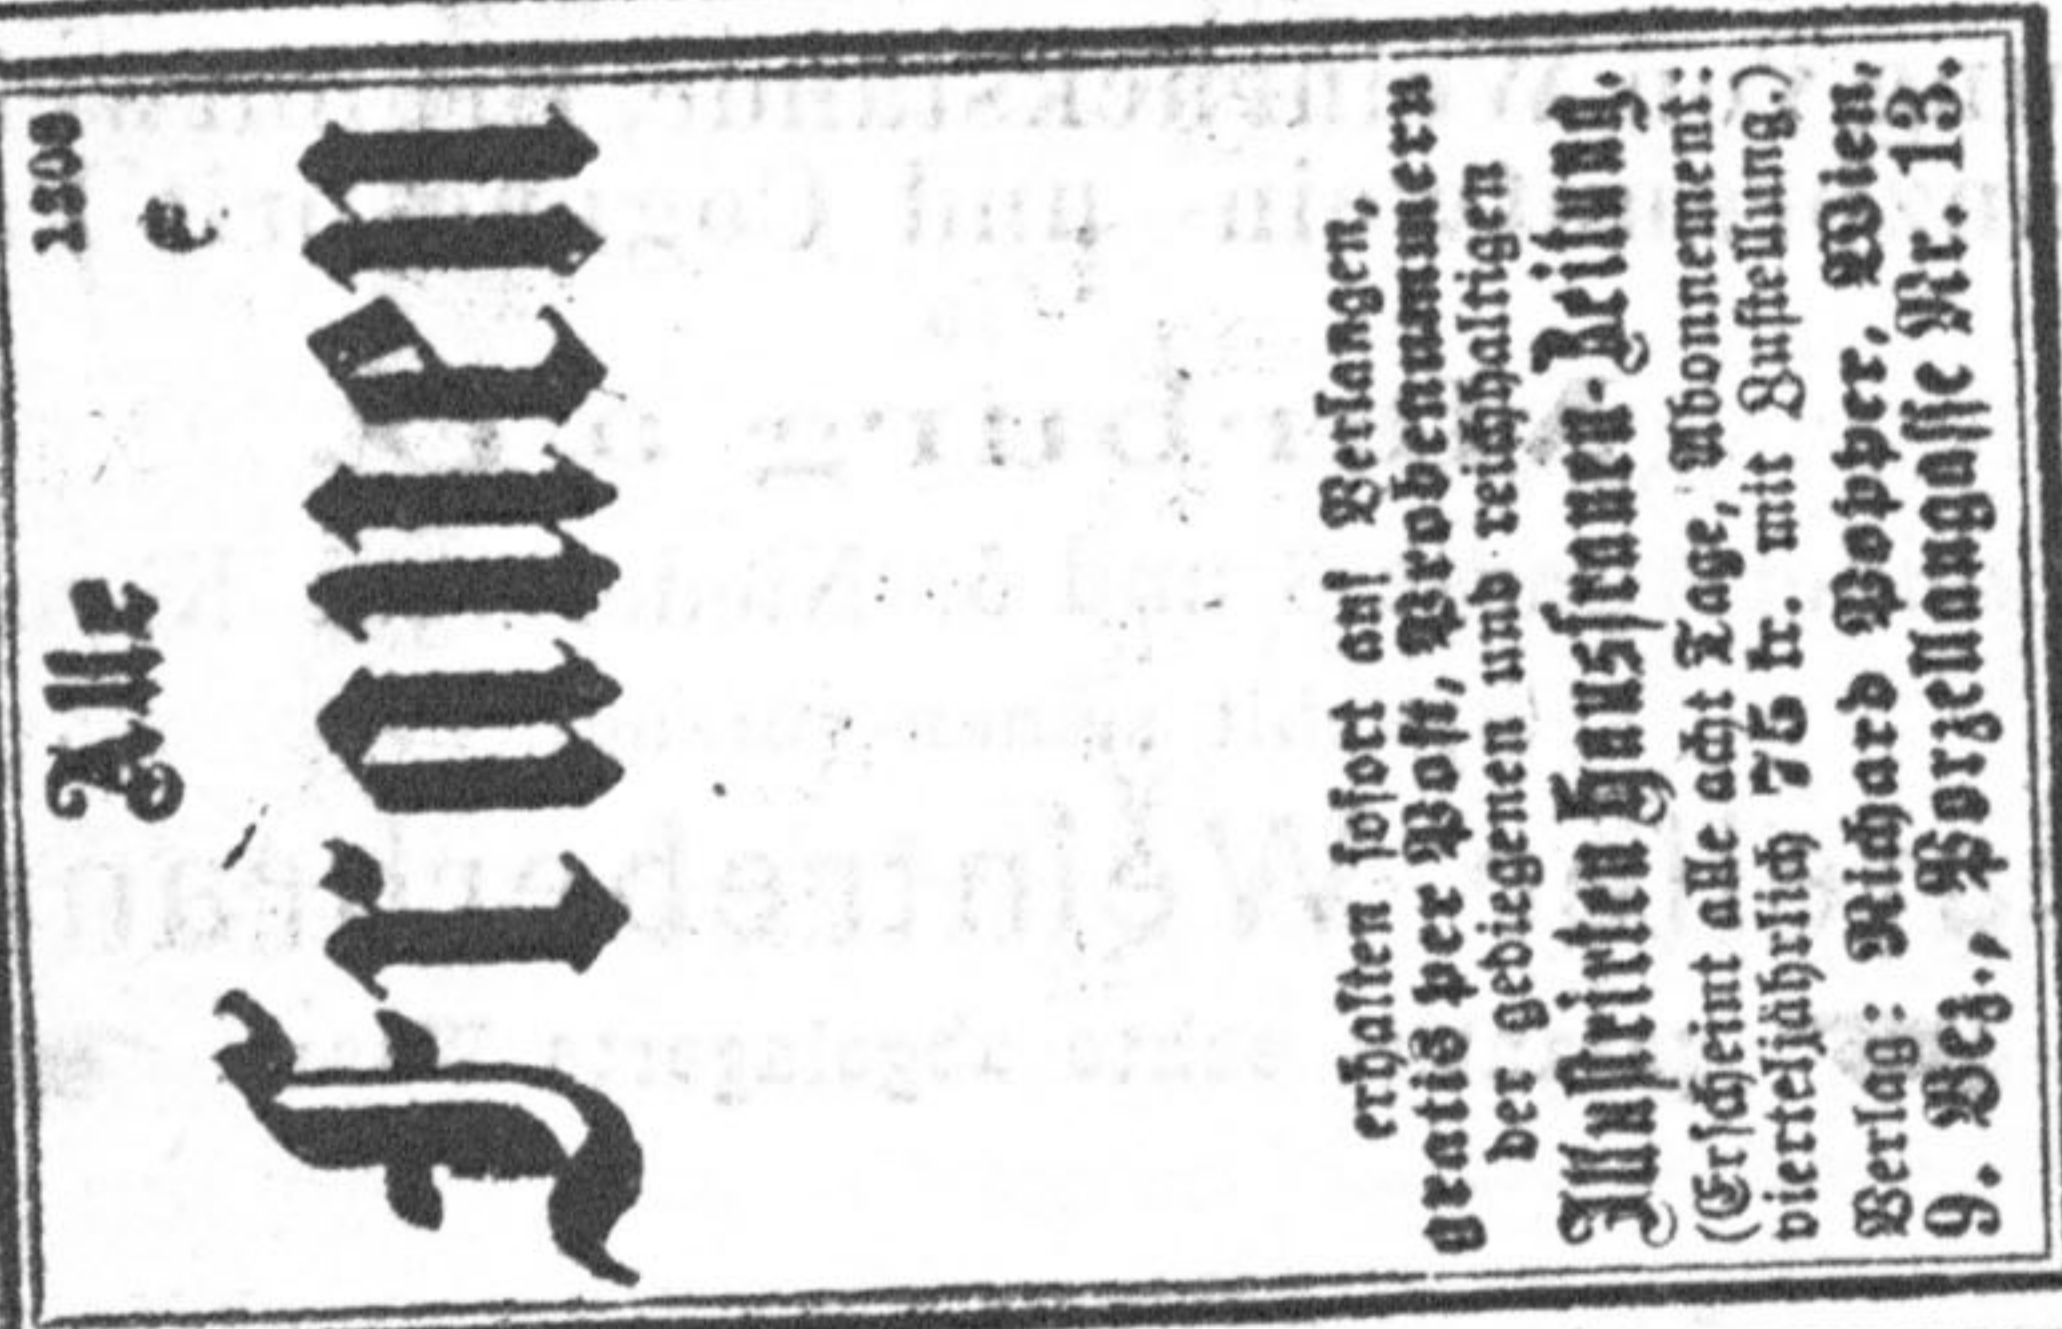 Alle
1309
e
Frauen
erhalten sofort auf Verlangen,
gratis per Post, Probenummern
der gediegenen und reichhaltigen
Illustrirten Hausfrauen-Zeitung.
(Erscheint alle acht Tage, Abonnement:
vierteljährlich 75 kr. mit Zustellung.)
Verlag: Richard Popper, Wien,
9. Bez., Porzellangasse Nr. 13.